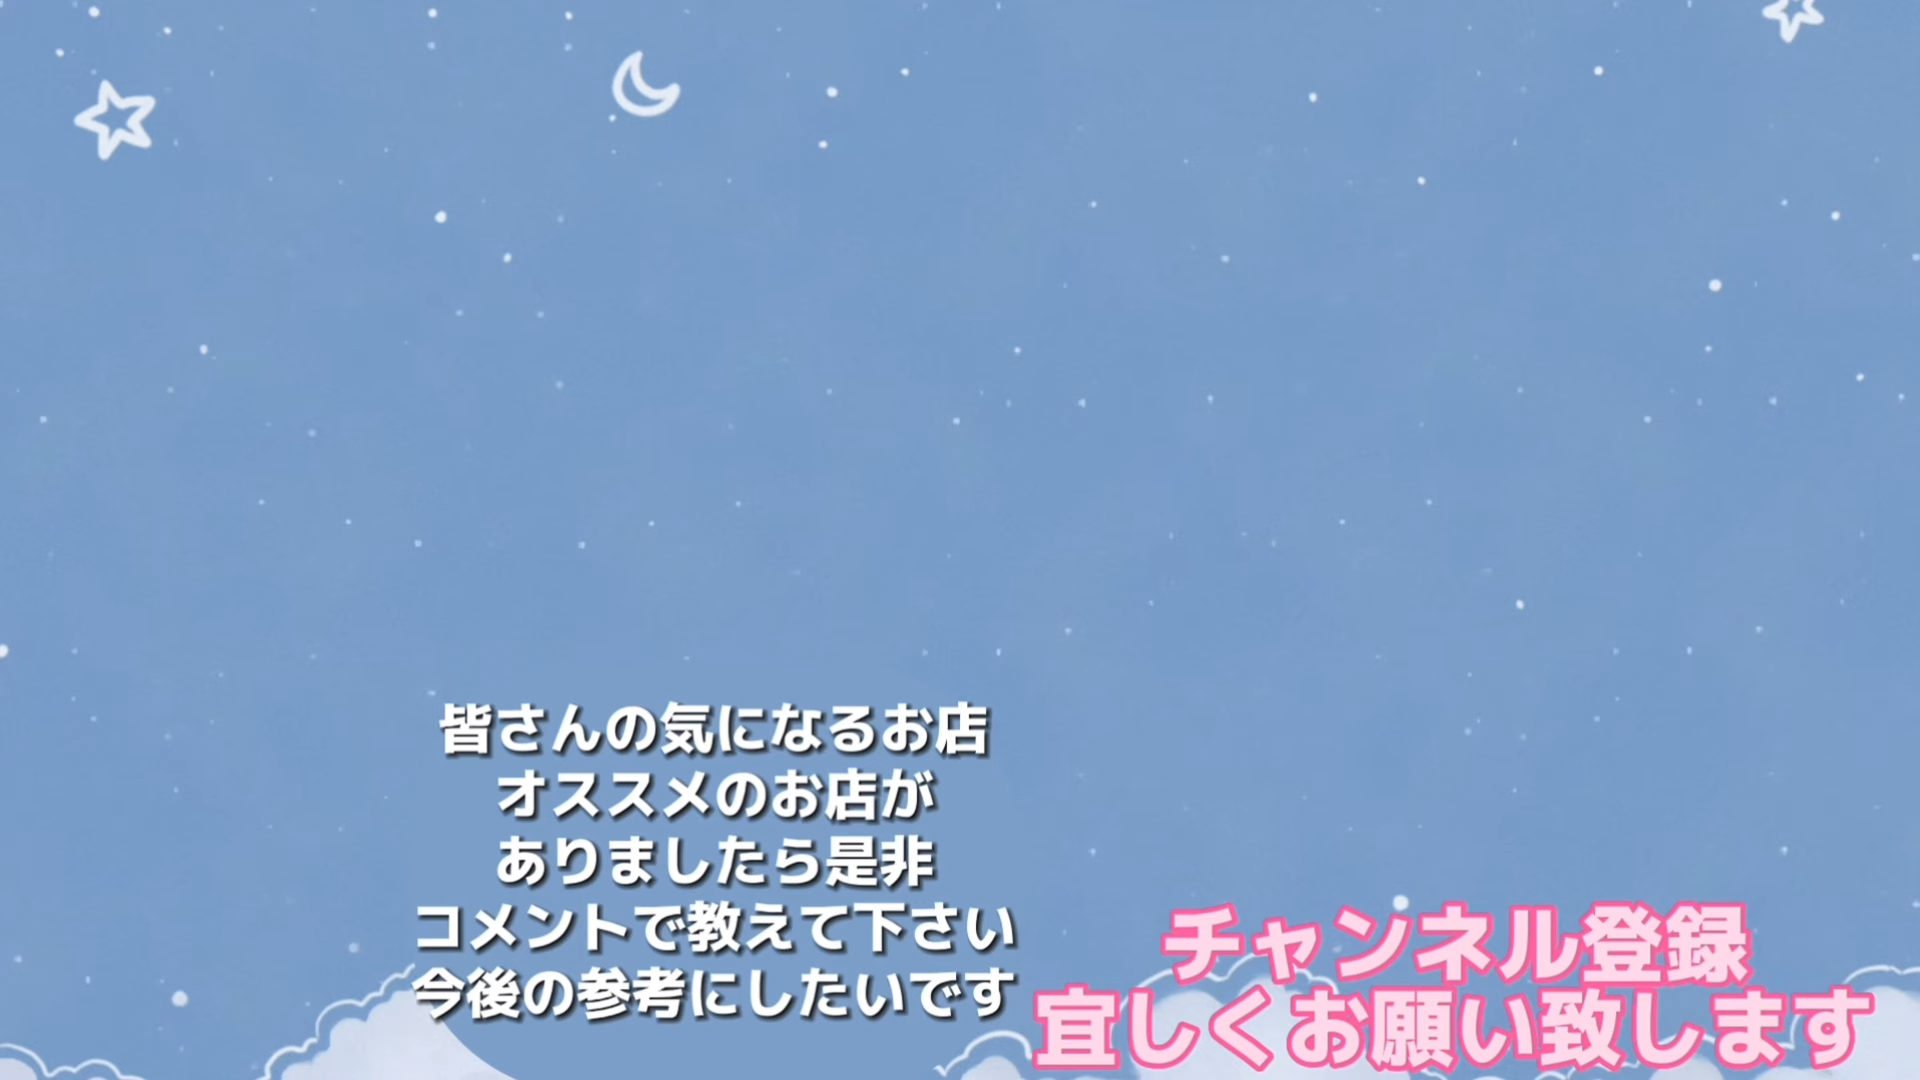 皆さんの気になるお店
オススメのお店が
ありましたら是非
コメントで教えて下さい
今後の参考にしたいです
チャンネル登録
宜しくお願い致します